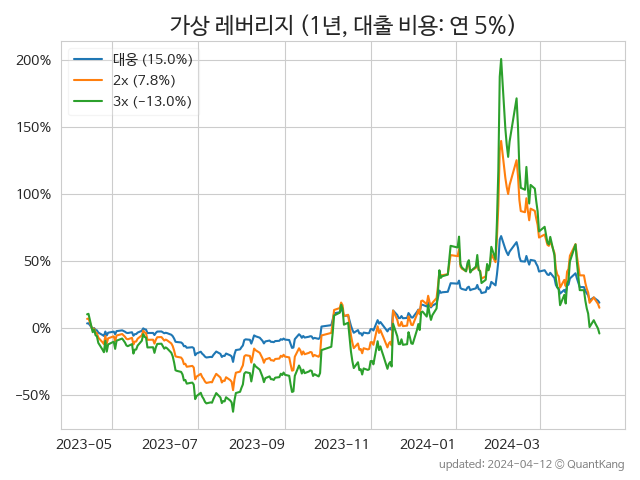 가상 레버리지 (1년, 대출 비용: 연 5%)
200%
150%
100%
50%
0%
−50%
대웅 (15.0%)
2x (7.8%)
3x (−13.0%)
2023-05 2023-07 2023-09 2023-11 2024-01 2024-03
updated: 2024-04-12 © QuantKang